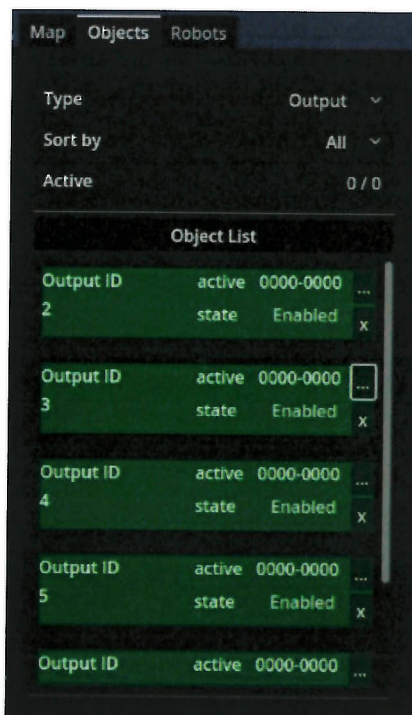 Map Objects Robots
Type Output
Sort by All
Active 0 / 0
Object List
Output ID active 0000-0000 ...
2 state Enabled x
Output ID active 0000-0000 ...
3 state Enabled x
Output ID active 0000-0000 ...
4 state Enabled x
Output ID active 0000-0000 ...
5 state Enabled x
Output ID active 0000-0000 ...